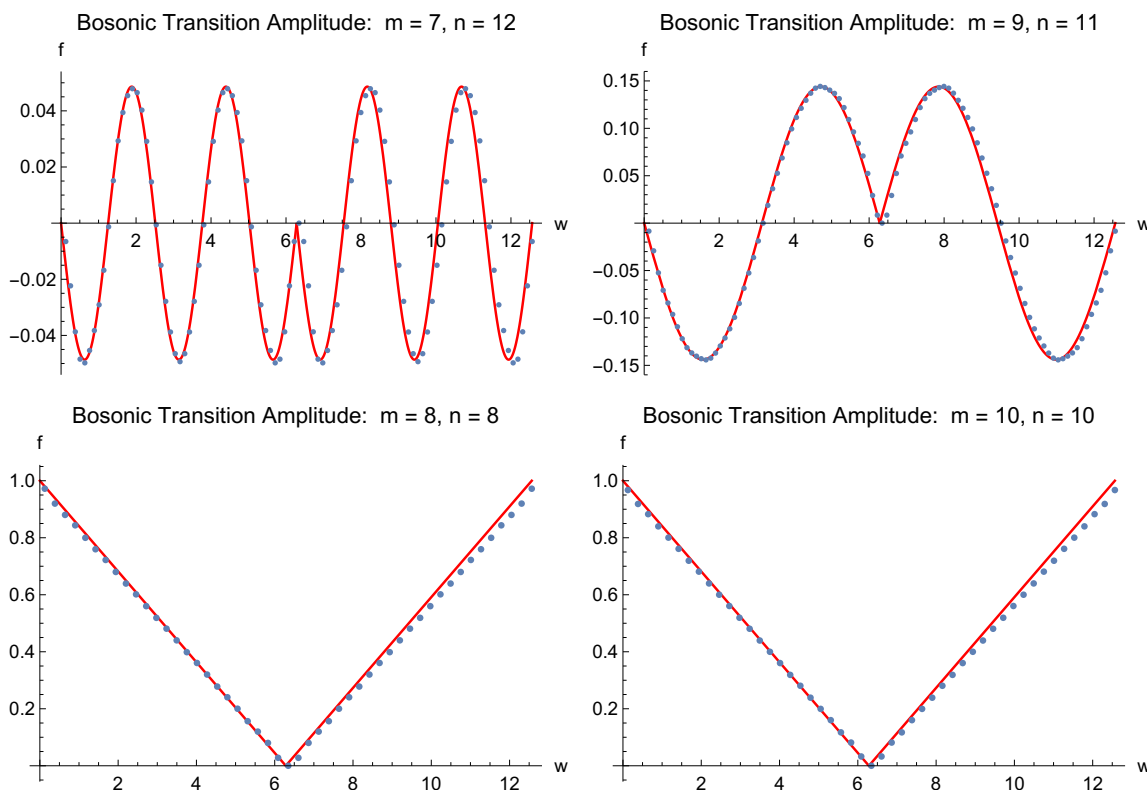 Bosonic Transition Amplitude: m = 7, n = 12
f
0.04
0.02
−0.02
−0.04
2 4 6 8 10 12 w
Bosonic Transition Amplitude: m = 9, n = 11
f
0.15
0.10
0.05
−0.05
−0.10
−0.15
2 4 6 8 10 12 w
Bosonic Transition Amplitude: m = 8, n = 8
f
1.0
0.8
0.6
0.4
0.2
2 4 6 8 10 12 w
Bosonic Transition Amplitude: m = 10, n = 10
f
1.0
0.8
0.6
0.4
0.2
2 4 6 8 10 12 w